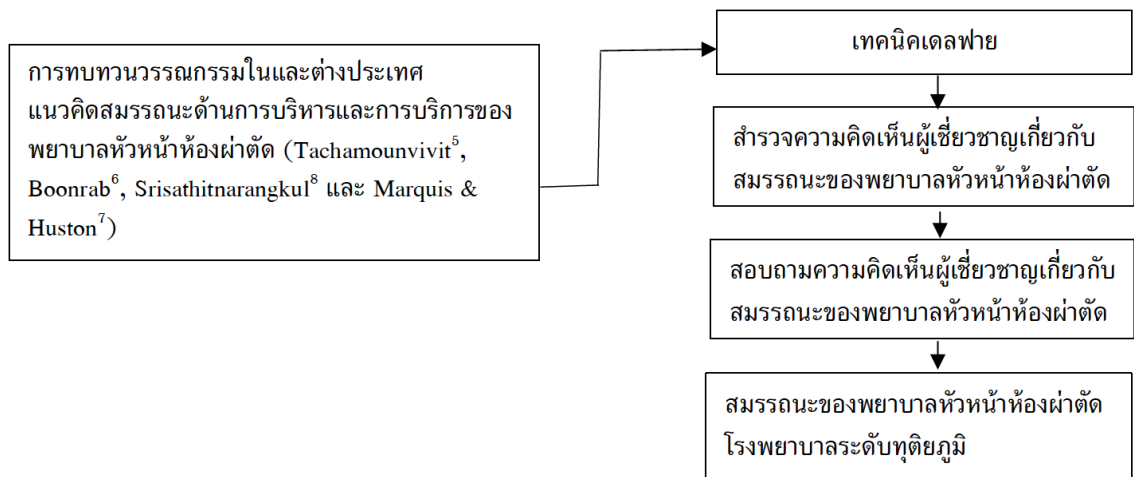 การทบทวนวรรณกรรมในและต่างประเทศ
แนวคิดสมรรถนะด้านการบริหารและการบริการของ
พยาบาลหัวหน้าห้องผ่าตัด (Tachamounvivit⁵,
Boonrab⁶, Srisathitnarangkul⁸ และ Marquis &
Huston⁷)
เทคนิคเดลฟาย
สำรวจความคิดเห็นผู้เชี่ยวชาญเกี่ยวกับ
สมรรถนะของพยาบาลหัวหน้าห้องผ่าตัด
สอบถามความคิดเห็นผู้เชี่ยวชาญเกี่ยวกับ
สมรรถนะของพยาบาลหัวหน้าห้องผ่าตัด
สมรรถนะของพยาบาลหัวหน้าห้องผ่าตัด
โรงพยาบาลระดับทุติยภูมิ